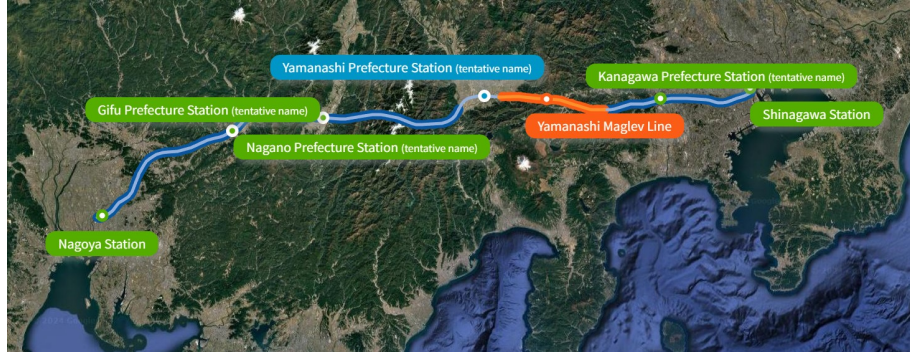 Yamanashi Prefecture Station (tentative name)
Kanagawa Prefecture Station (tentative name)
Gifu Prefecture Station (tentative name)
Shinagawa Station
Yamanashi Maglev Line
Nagano Prefecture Station (tentative name)
Nagoya Station